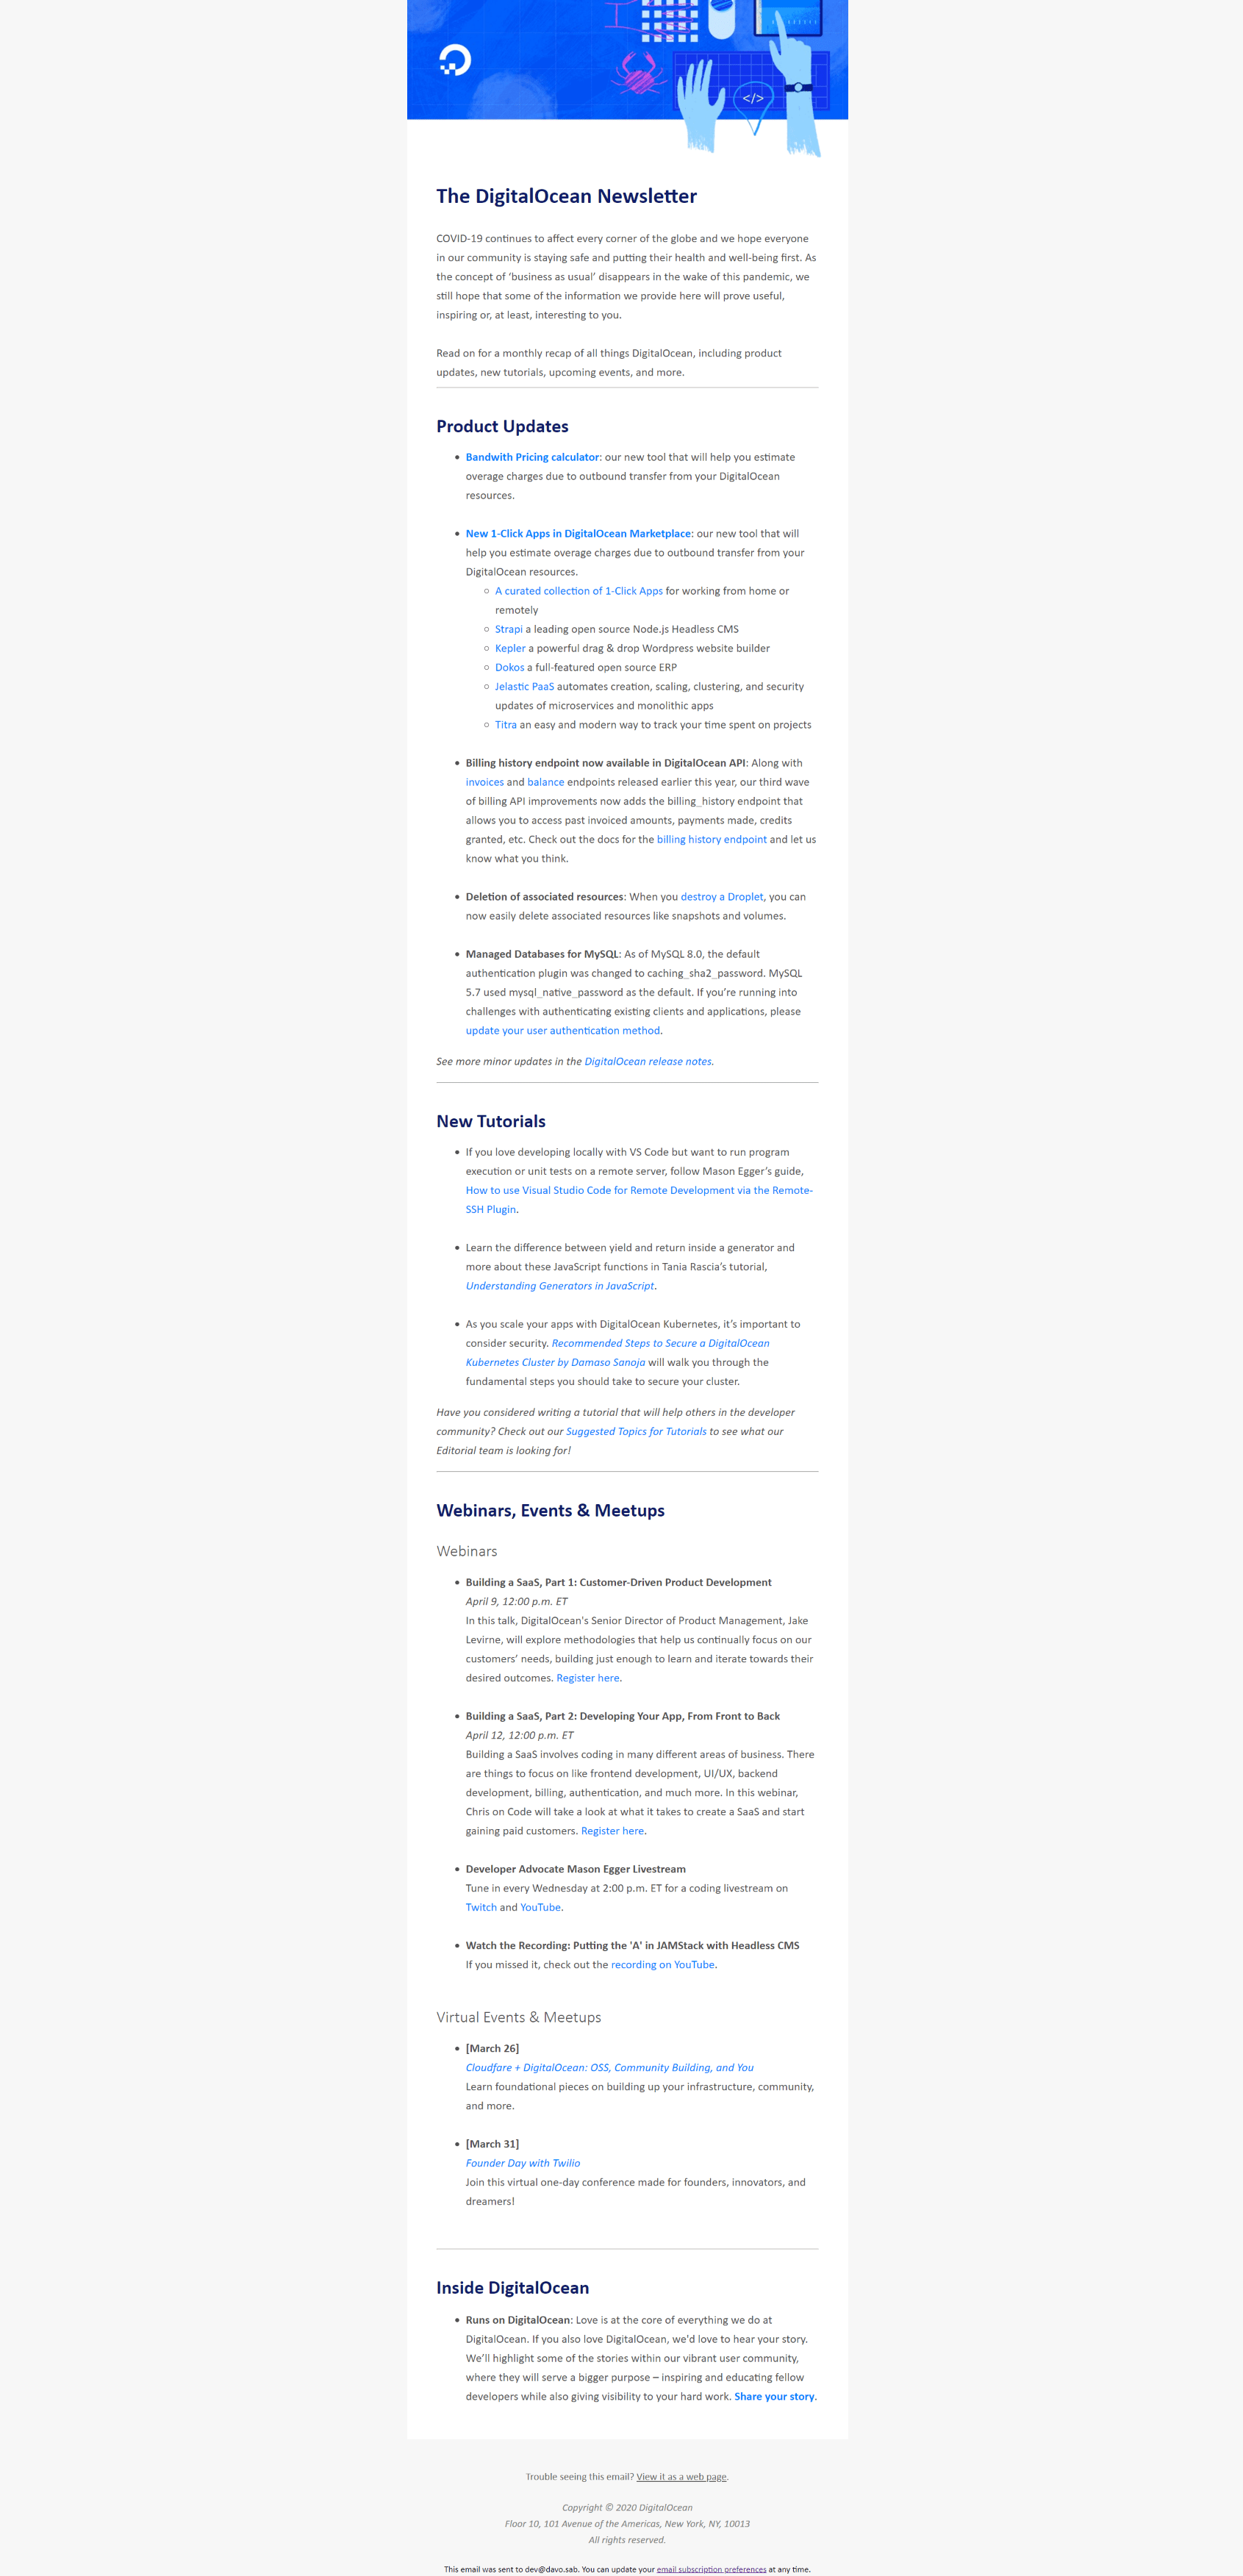 </>
The DigitalOcean Newsletter
COVID-19 continues to affect every corner of the globe and we hope everyone
in our community is staying safe and putting their health and well-being first. As
the concept of ‘business as usual’ disappears in the wake of this pandemic, we
still hope that some of the information we provide here will prove useful,
inspiring or, at least, interesting to you.
Read on for a monthly recap of all things DigitalOcean, including product
updates, new tutorials, upcoming events, and more.
Product Updates
• Bandwith Pricing calculator: our new tool that will help you estimate
overage charges due to outbound transfer from your DigitalOcean
resources.
• New 1-Click Apps in DigitalOcean Marketplace: our new tool that will
help you estimate overage charges due to outbound transfer from your
DigitalOcean resources.
○ A curated collection of 1-Click Apps for working from home or
remotely
○ Strapi a leading open source Node.js Headless CMS
○ Kepler a powerful drag & drop Wordpress website builder
○ Dokos a full-featured open source ERP
○ Jelastic PaaS automates creation, scaling, clustering, and security
updates of microservices and monolithic apps
○ Titra an easy and modern way to track your time spent on projects
• Billing history endpoint now available in DigitalOcean API: Along with
invoices and balance endpoints released earlier this year, our third wave
of billing API improvements now adds the billing_history endpoint that
allows you to access past invoiced amounts, payments made, credits
granted, etc. Check out the docs for the billing history endpoint and let us
know what you think.
• Deletion of associated resources: When you destroy a Droplet, you can
now easily delete associated resources like snapshots and volumes.
• Managed Databases for MySQL: As of MySQL 8.0, the default
authentication plugin was changed to caching_sha2_password. MySQL
5.7 used mysql_native_password as the default. If you’re running into
challenges with authenticating existing clients and applications, please
update your user authentication method.
See more minor updates in the DigitalOcean release notes.
New Tutorials
• If you love developing locally with VS Code but want to run program
execution or unit tests on a remote server, follow Mason Egger’s guide,
How to use Visual Studio Code for Remote Development via the Remote-
SSH Plugin.
• Learn the difference between yield and return inside a generator and
more about these JavaScript functions in Tania Rascia’s tutorial,
Understanding Generators in JavaScript.
• As you scale your apps with DigitalOcean Kubernetes, it’s important to
consider security. Recommended Steps to Secure a DigitalOcean
Kubernetes Cluster by Damaso Sanoja will walk you through the
fundamental steps you should take to secure your cluster.
Have you considered writing a tutorial that will help others in the developer
community? Check out our Suggested Topics for Tutorials to see what our
Editorial team is looking for!
Webinars, Events & Meetups
Webinars
• Building a SaaS, Part 1: Customer-Driven Product Development
April 9, 12:00 p.m. ET
In this talk, DigitalOcean's Senior Director of Product Management, Jake
Levirne, will explore methodologies that help us continually focus on our
customers’ needs, building just enough to learn and iterate towards their
desired outcomes. Register here.
• Building a SaaS, Part 2: Developing Your App, From Front to Back
April 12, 12:00 p.m. ET
Building a SaaS involves coding in many different areas of business. There
are things to focus on like frontend development, UI/UX, backend
development, billing, authentication, and much more. In this webinar,
Chris on Code will take a look at what it takes to create a SaaS and start
gaining paid customers. Register here.
• Developer Advocate Mason Egger Livestream
Tune in every Wednesday at 2:00 p.m. ET for a coding livestream on
Twitch and YouTube.
• Watch the Recording: Putting the 'A' in JAMStack with Headless CMS
If you missed it, check out the recording on YouTube.
Virtual Events & Meetups
• [March 26]
Cloudfare + DigitalOcean: OSS, Community Building, and You
Learn foundational pieces on building up your infrastructure, community,
and more.
• [March 31]
Founder Day with Twilio
Join this virtual one-day conference made for founders, innovators, and
dreamers!
Inside DigitalOcean
• Runs on DigitalOcean: Love is at the core of everything we do at
DigitalOcean. If you also love DigitalOcean, we'd love to hear your story.
We’ll highlight some of the stories within our vibrant user community,
where they will serve a bigger purpose – inspiring and educating fellow
developers while also giving visibility to your hard work. Share your story.
Trouble seeing this email? View it as a web page.
Copyright © 2020 DigitalOcean
Floor 10, 101 Avenue of the Americas, New York, NY, 10013
All rights reserved.
This email was sent to dev@davo.sab. You can update your email subscription preferences at any time.